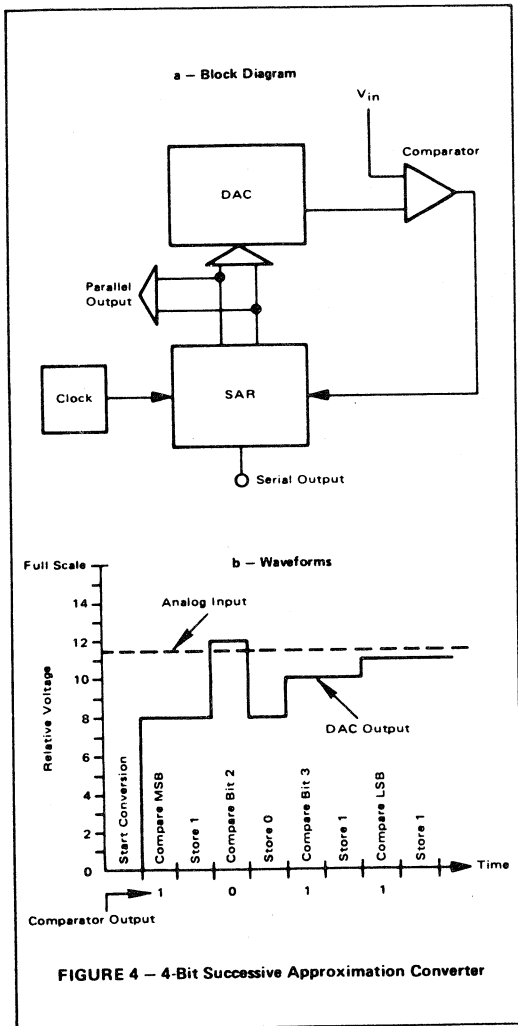 a – Block Diagram
Vin
Comparator
DAC
Parallel
Output
Clock
SAR
Serial Output
b – Waveforms
Full Scale
Analog Input
14
12
10
8
6
4
2
0
Relative Voltage
DAC Output
Start Conversion
Compare MSB
Store 1
Compare Bit 2
Store 0
Compare Bit 3
Store 1
Compare LSB
Store 1
Time
1 0 1 1
Comparator Output
FIGURE 4 – 4-Bit Successive Approximation Converter